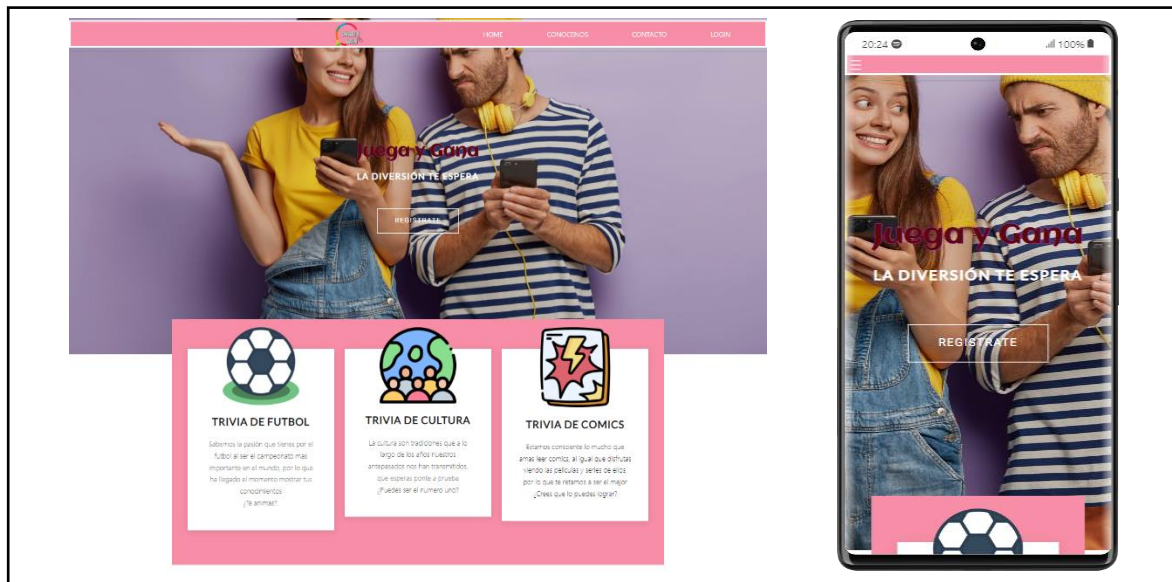 HOME CONOCENOS CONTACTO LOGIN
Juega y Gana
LA DIVERSIÓN TE ESPERA
REGISTRATE
TRIVIA DE FUTBOL
Sabemos la pasión que tienes por el
futbol al ser el campeonato mas
importante en el mundo, por lo que
ha llegado el momento mostrar tus
conocimientos
¿Te animas?
TRIVIA DE CULTURA
La cultura son tradiciones que a lo
largo de los años nuestros
antepasados nos han transmitidos,
que esperas ponte a prueba
¿Puedes ser el numero uno?
TRIVIA DE COMICS
Estamos consciente lo mucho que
amas leer comics, al igual que disfrutas
viendo las peliculas y series de ellos
por lo que te retamos a ser el mejor
¿Crees que lo puedes lograr?
20:24 100%
Juega y Gana
LA DIVERSIÓN TE ESPERA
REGISTRATE